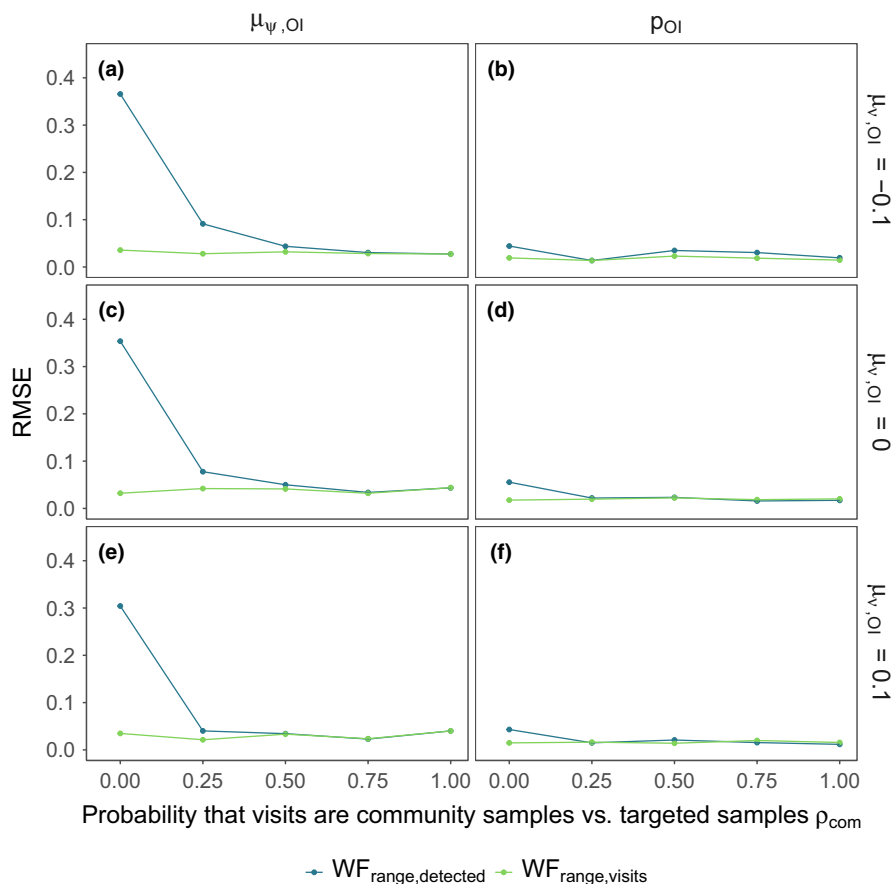 μψ,OI pOI
(a) (b)
0.4
0.3
0.2
0.1
0.0
μν,OI = −0.1
(c) (d)
0.4
0.3
0.2
0.1
0.0
μν,OI = 0
RMSE
(e) (f)
0.4
0.3
0.2
0.1
0.0
μν,OI = 0.1
0.00 0.25 0.50 0.75 1.00 0.00 0.25 0.50 0.75 1.00
Probability that visits are community samples vs. targeted samples ρcom
WFrange,detected WFrange,visits